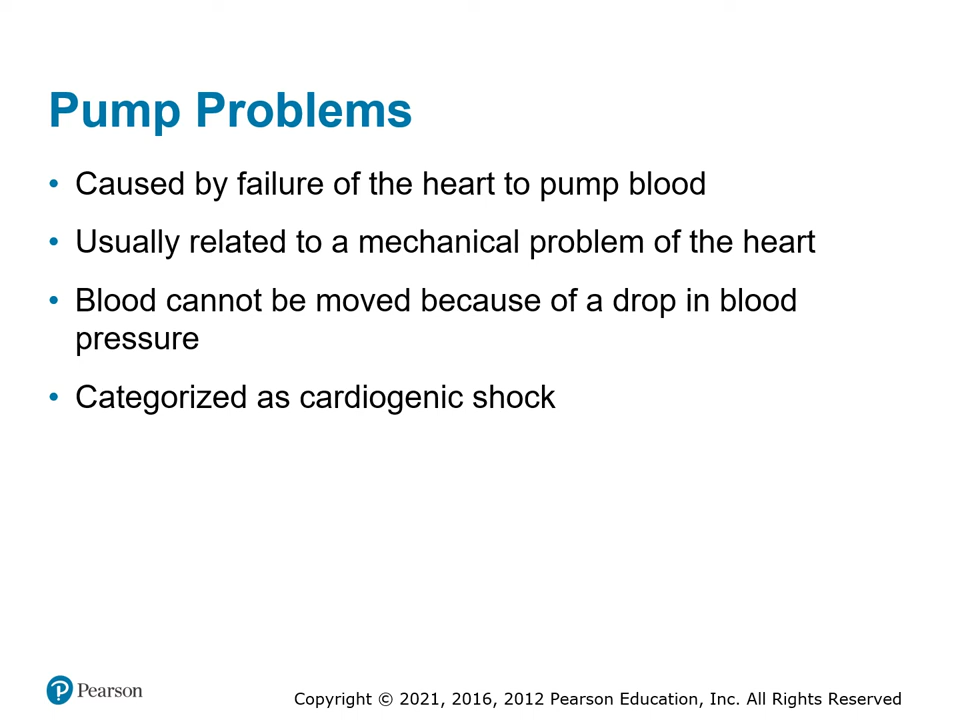 Pump Problems
• Caused by failure of the heart to pump blood
• Usually related to a mechanical problem of the heart
• Blood cannot be moved because of a drop in blood
pressure
• Categorized as cardiogenic shock
Pearson
Copyright © 2021, 2016, 2012 Pearson Education, Inc. All Rights Reserved